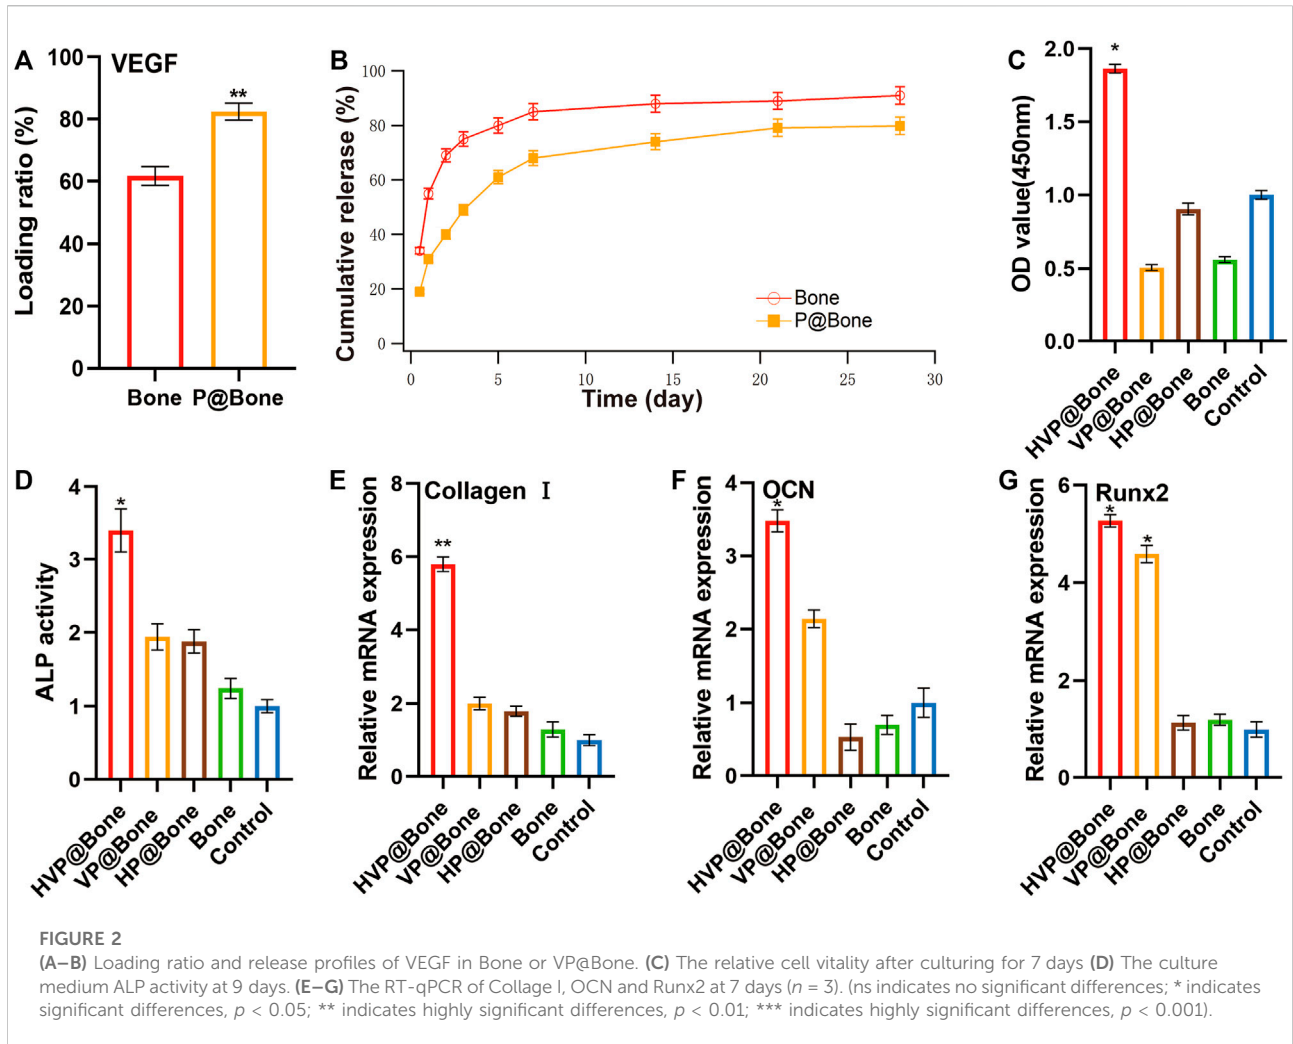 A
VEGF
100
80
60
40
20
0
Loading ratio (%)
Bone P@Bone
**
B
100
80
60
40
20
0
Cumulative relerase (%)
Bone
P@Bone
0 5 10 15 20 25 30
Time (day)
C
2.0
1.5
1.0
0.5
0.0
OD value(450nm)
*
HVP@Bone
VP@Bone
HP@Bone
Bone
Control
D
4
3
2
1
0
ALP activity
*
HVP@Bone
VP@Bone
HP@Bone
Bone
Control
E
Collagen I
8
6
4
2
0
Relative mRNA expression
**
HVP@Bone
VP@Bone
HP@Bone
Bone
Control
F
OCN
4
3
2
1
0
Relative mRNA expression
*
HVP@Bone
VP@Bone
HP@Bone
Bone
Control
G
Runx2
6
4
2
0
Relative mRNA expression
*
*
HVP@Bone
VP@Bone
HP@Bone
Bone
Control
FIGURE 2
(A–B) Loading ratio and release profiles of VEGF in Bone or VP@Bone. (C) The relative cell vitality after culturing for 7 days (D) The culture
medium ALP activity at 9 days. (E–G) The RT-qPCR of Collage I, OCN and Runx2 at 7 days (n = 3). (ns indicates no significant differences; * indicates
significant differences, p < 0.05; ** indicates highly significant differences, p < 0.01; *** indicates highly significant differences, p < 0.001).